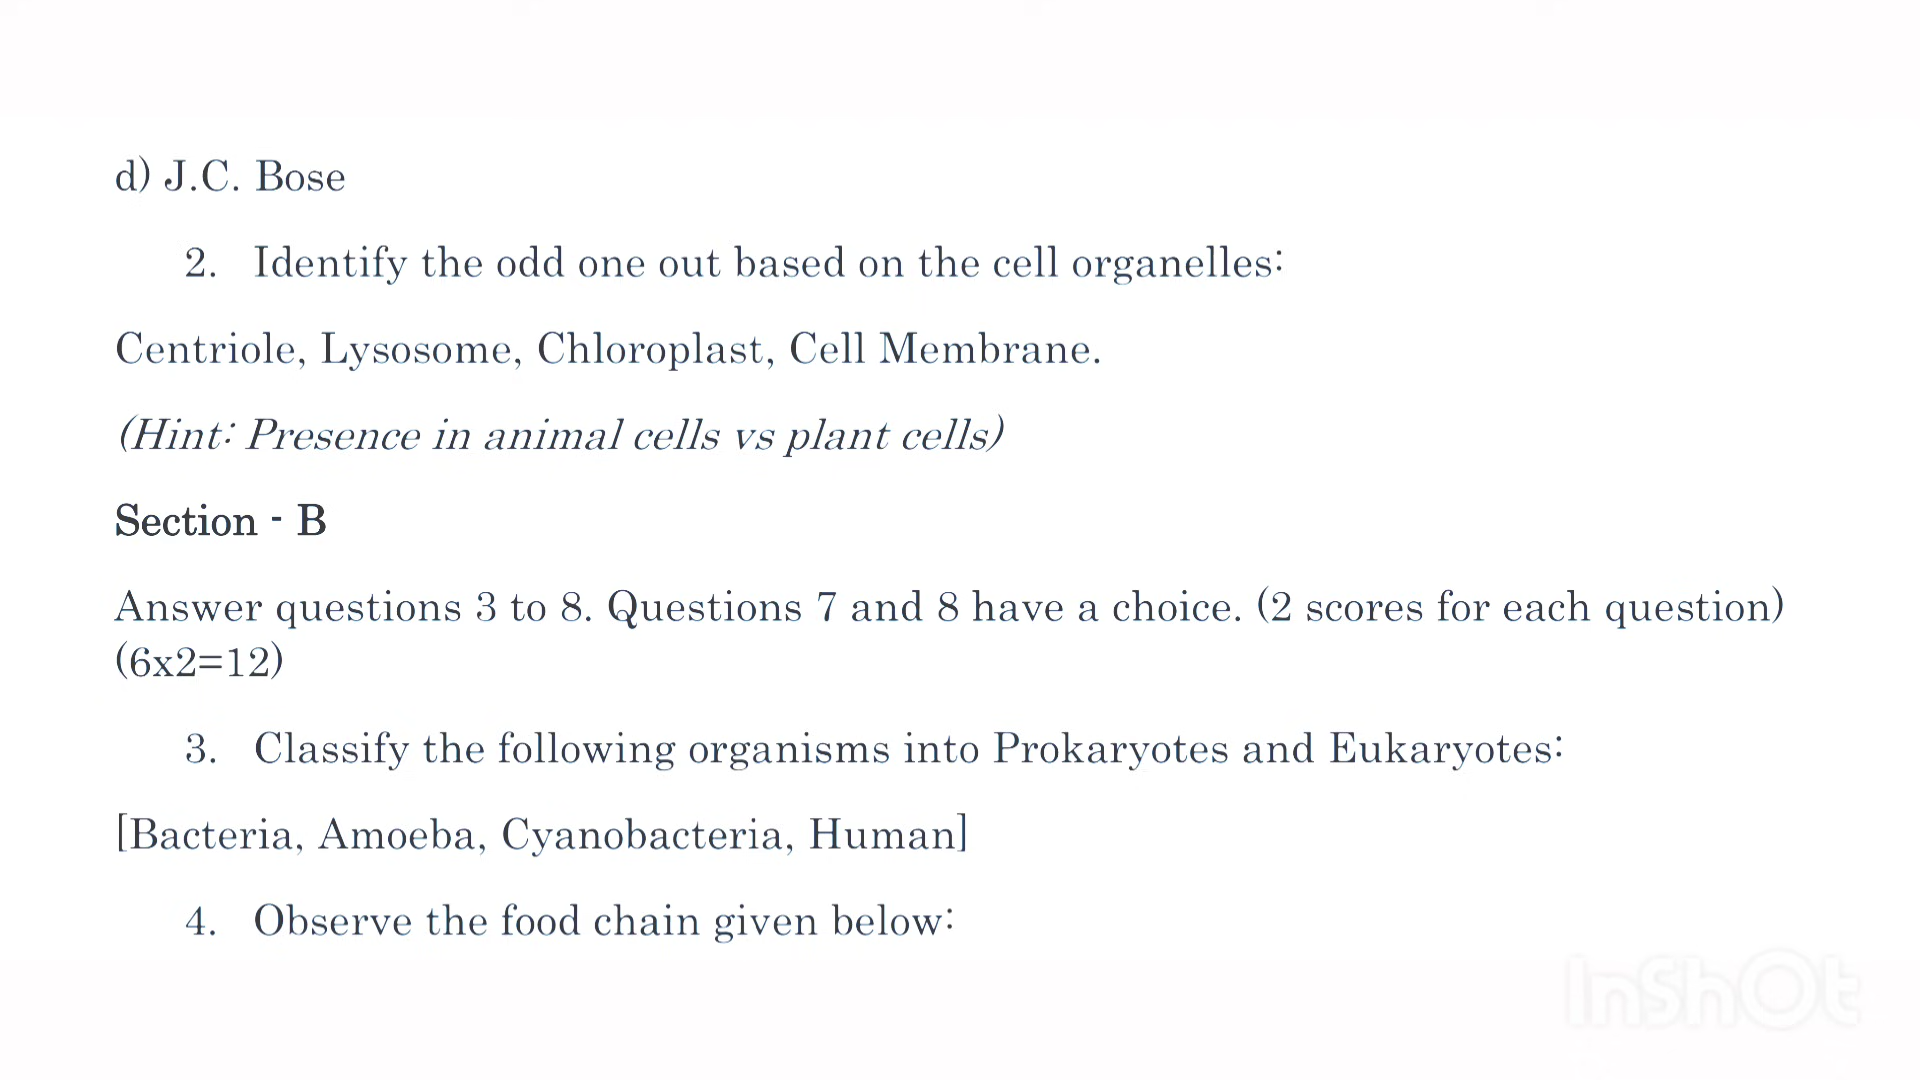 d) J.C. Bose
2. Identify the odd one out based on the cell organelles:
Centriole, Lysosome, Chloroplast, Cell Membrane.
(Hint: Presence in animal cells vs plant cells)
Section - B
Answer questions 3 to 8. Questions 7 and 8 have a choice. (2 scores for each question)
(6x2=12)
3. Classify the following organisms into Prokaryotes and Eukaryotes:
[Bacteria, Amoeba, Cyanobacteria, Human]
4. Observe the food chain given below:
InShOt